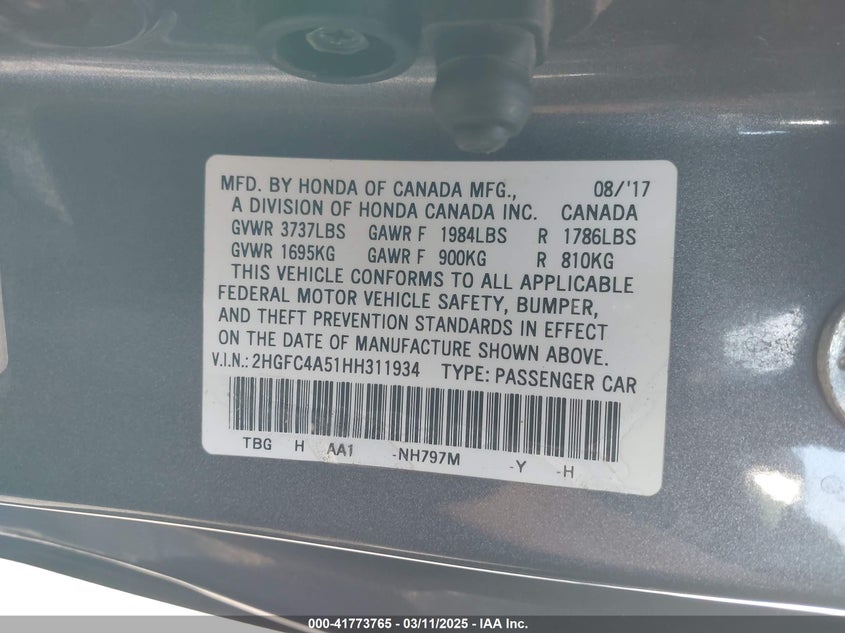 MFD. BY HONDA OF CANADA MFG., 08/'17
A DIVISION OF HONDA CANADA INC. CANADA
GVWR 3737LBS GAWR F 1984LBS R 1786LBS
GVWR 1695KG GAWR F 900KG R 810KG
THIS VEHICLE CONFORMS TO ALL APPLICABLE
FEDERAL MOTOR VEHICLE SAFETY, BUMPER,
AND THEFT PREVENTION STANDARDS IN EFFECT
ON THE DATE OF MANUFACTURE SHOWN ABOVE.
V.I.N.: 2HGFC4A51HH311934 TYPE: PASSENGER CAR
TBG H AA1 -NH797M -Y -H
000-41773765 - 03/11/2025 - IAA Inc.